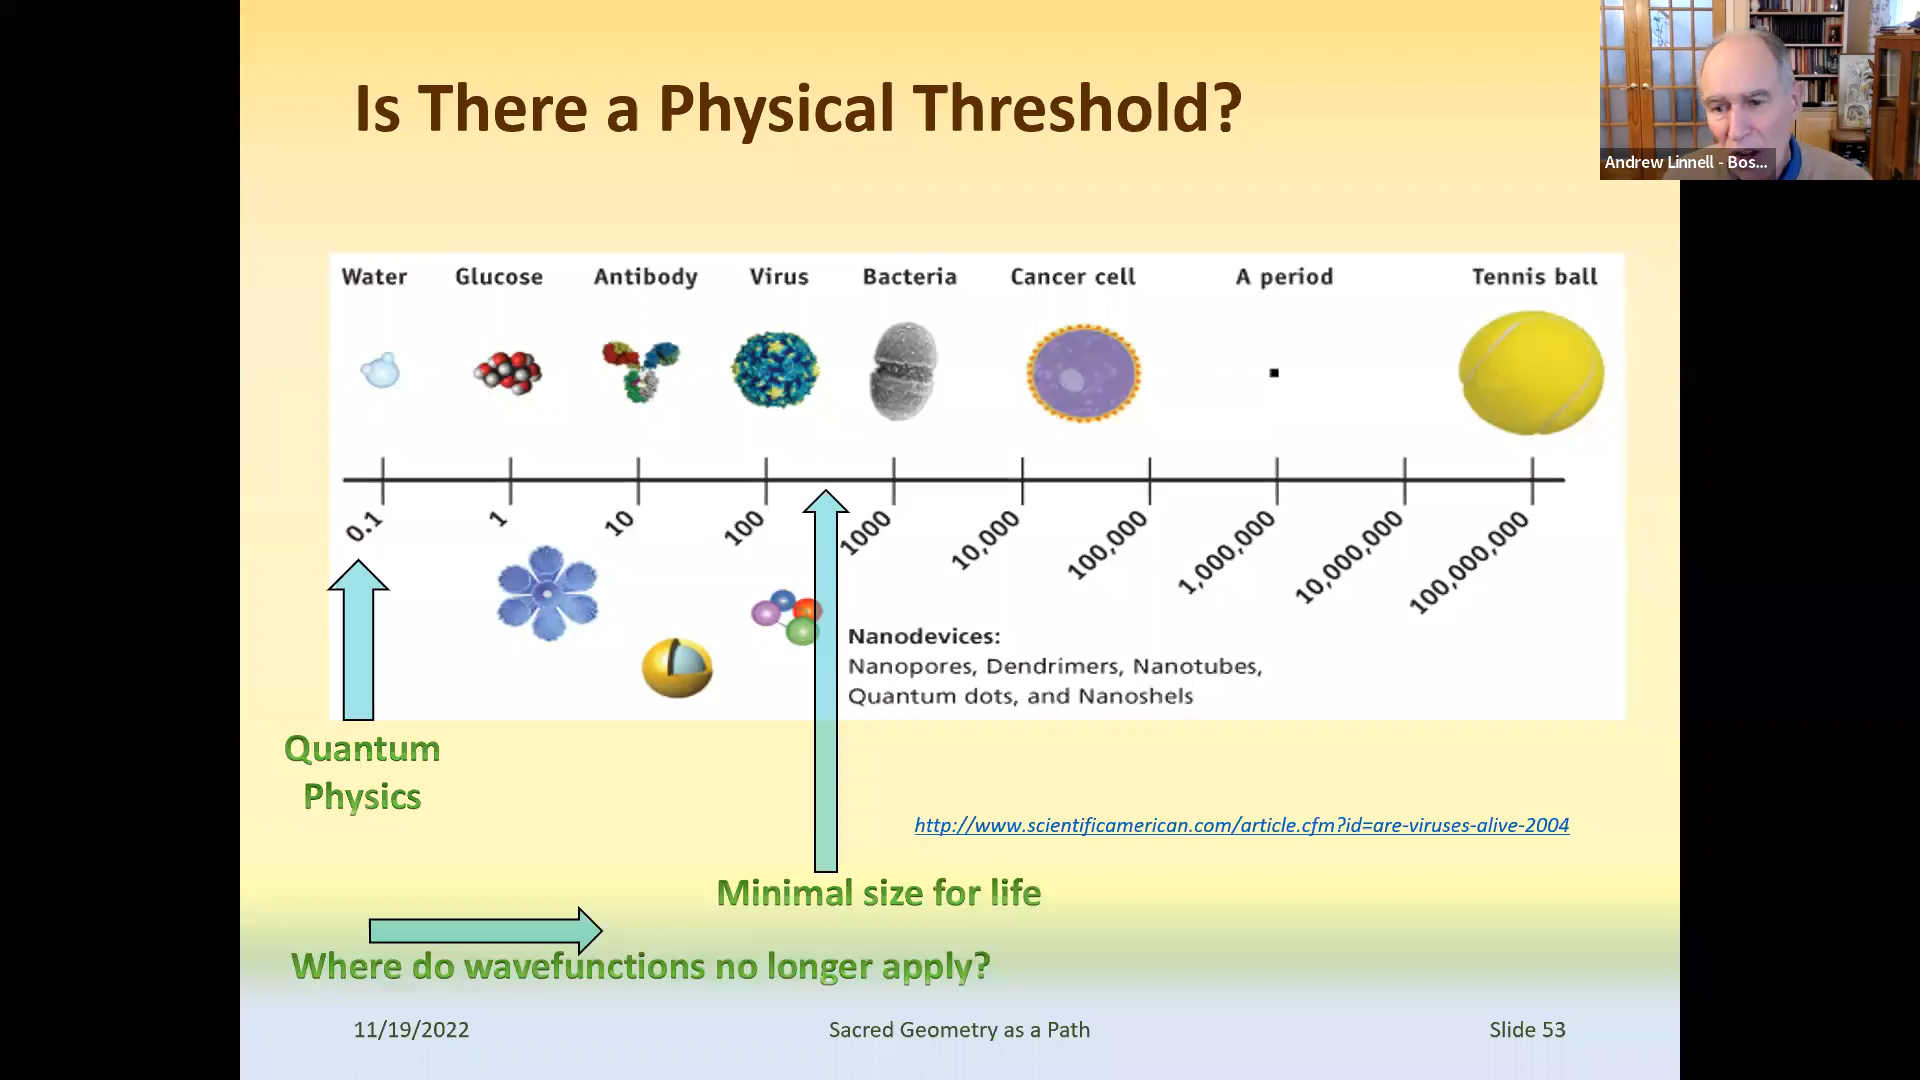 Is There a Physical Threshold?
Andrew Linnell - Bos...
Water Glucose Antibody Virus Bacteria Cancer cell A period Tennis ball
0.1 1 10 100 1000 10,000 100,000 1,000,000 10,000,000 100,000,000
Nanodevices:
Nanopores, Dendrimers, Nanotubes,
Quantum dots, and Nanoshels
Quantum
Physics
http://www.scientificamerican.com/article.cfm?id=are-viruses-alive-2004
Minimal size for life
Where do wavefunctions no longer apply?
11/19/2022 Sacred Geometry as a Path Slide 53